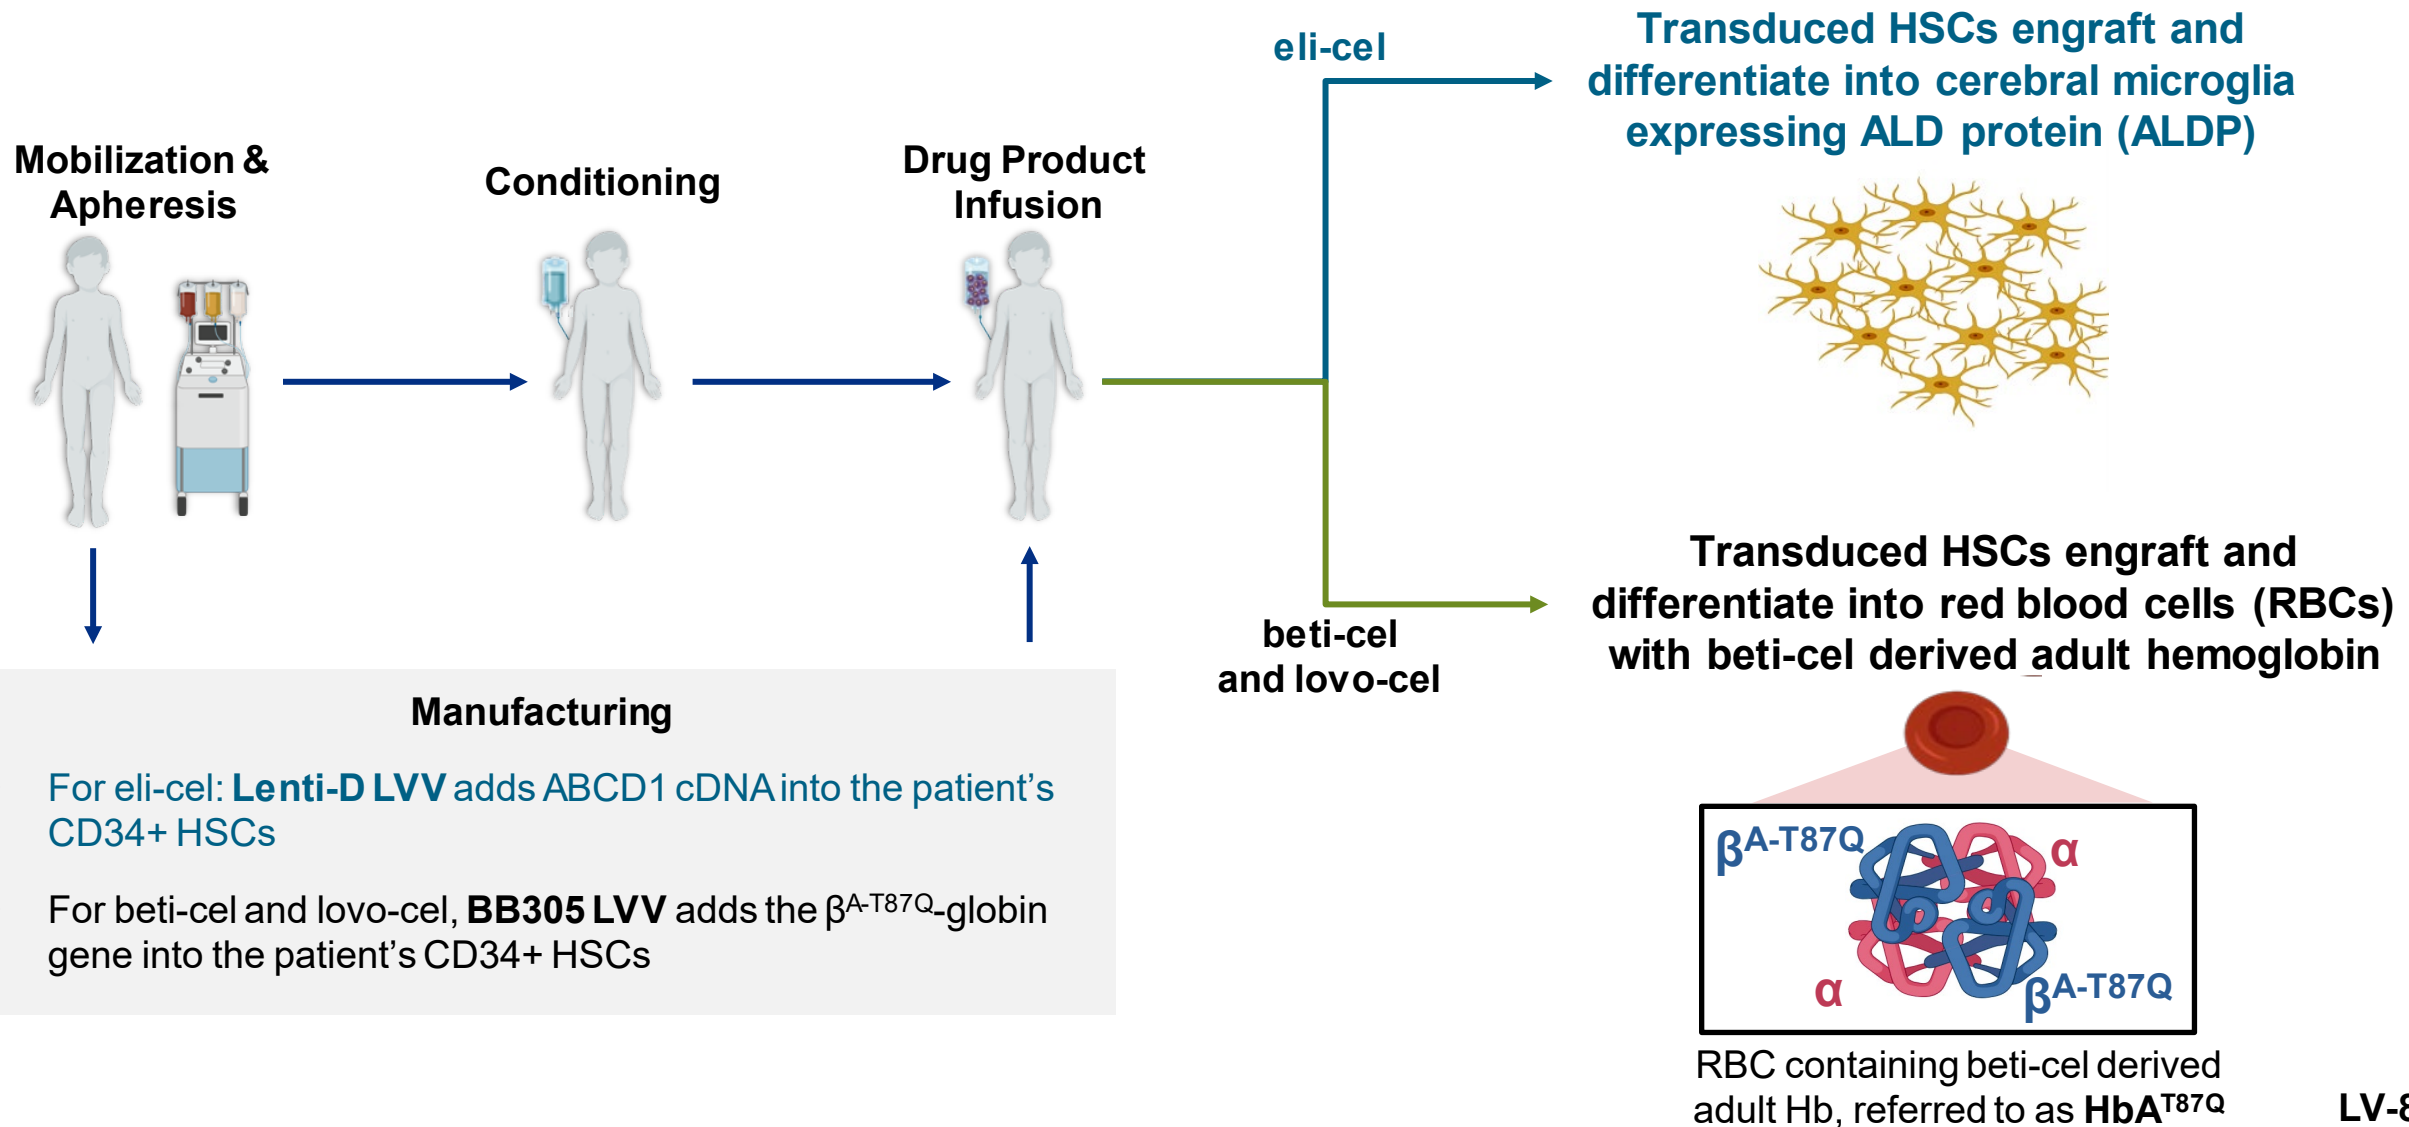 Mobilization &
Apheresis
Conditioning
Drug Product
Infusion
eli-cel
Transduced HSCs engraft and
differentiate into cerebral microglia
expressing ALD protein (ALDP)
beti-cel
and lovo-cel
Transduced HSCs engraft and
differentiate into red blood cells (RBCs)
with beti-cel derived adult hemoglobin
Manufacturing
For eli-cel: Lenti-D LVV adds ABCD1 cDNA into the patient's
CD34+ HSCs
For beti-cel and lovo-cel, BB305 LVV adds the βA-T87Q-globin
gene into the patient's CD34+ HSCs
βA-T87Q
α
α
βA-T87Q
RBC containing beti-cel derived
adult Hb, referred to as HbAT87Q
LV-8